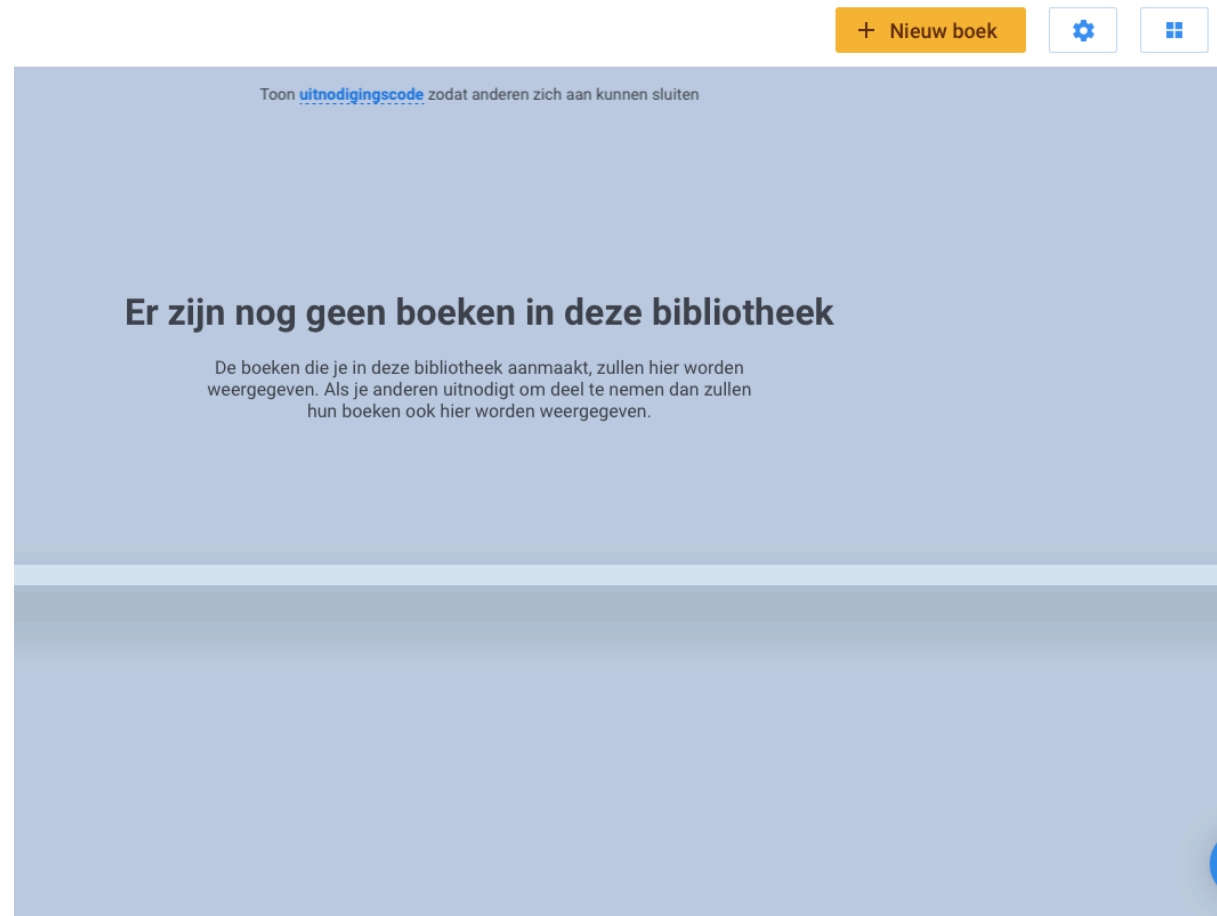 + Nieuw boek
Toon uitnodigingscode zodat anderen zich aan kunnen sluiten
Er zijn nog geen boeken in deze bibliotheek
De boeken die je in deze bibliotheek aanmaakt, zullen hier worden
weergegeven. Als je anderen uitnodigt om deel te nemen dan zullen
hun boeken ook hier worden weergegeven.